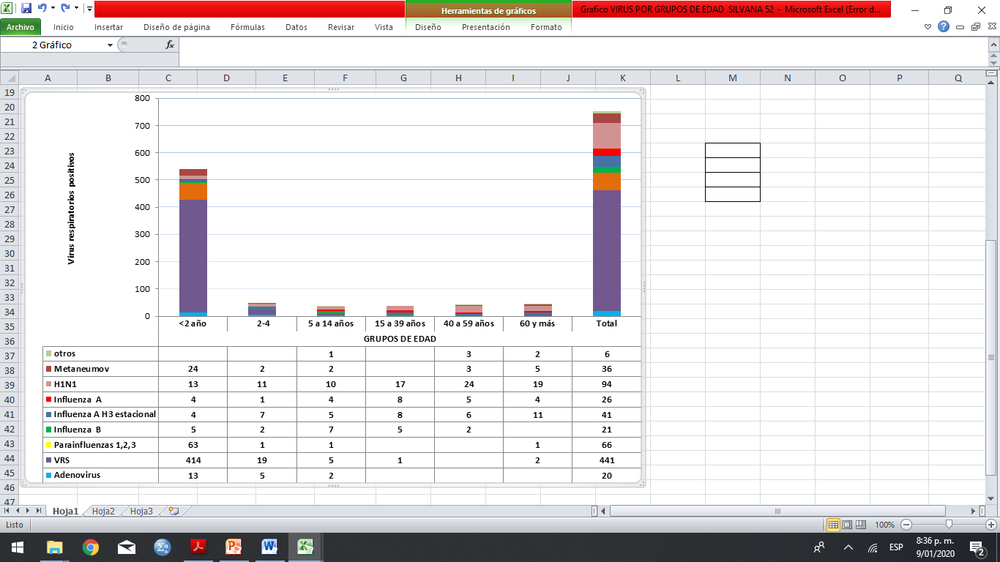 Herramientas de gráficos
Grafico VIRUS POR GRUPOS DE EDAD SILVANA 52 - Microsoft Excel (Error d...
Archivo Inicio Insertar Diseño de página Fórmulas Datos Revisar Vista Diseño Presentación Formato
2 Gráfico fx
A B C D E F G H I J K L M N O P Q
19
20
21
22
23
24
25
26
27
28
29
30
31
32
33
34
35
36
37
38
39
40
41
42
43
44
45
46
47
Virus respiratorios positivos
800
700
600
500
400
300
200
100
0
<2 año 2-4 5 a 14 años 15 a 39 años 40 a 59 años 60 y más Total
GRUPOS DE EDAD
otros 1 3 2 6
Metaneumov 24 2 2 3 5 36
H1N1 13 11 10 17 24 19 94
Influenza A 4 1 4 8 5 4 26
Influenza A H3 estacional 4 7 5 8 6 11 41
Influenza B 5 2 7 5 2 21
Parainfluenzas 1,2,3 63 1 1 1 66
VRS 414 19 5 1 2 441
Adenovirus 13 5 2 20
Hoja1 Hoja2 Hoja3
Listo 100%
ESP 8:36 p. m.
9/01/2020 2